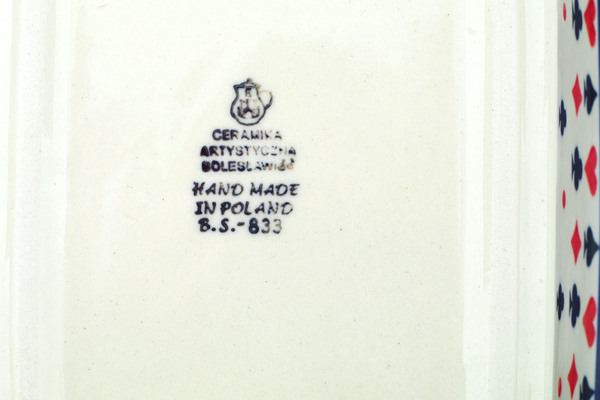 CERAMIKA
ARTYSTYCZNA
BOLESŁAWIEC
HAND MADE
IN POLAND
B.S.-833